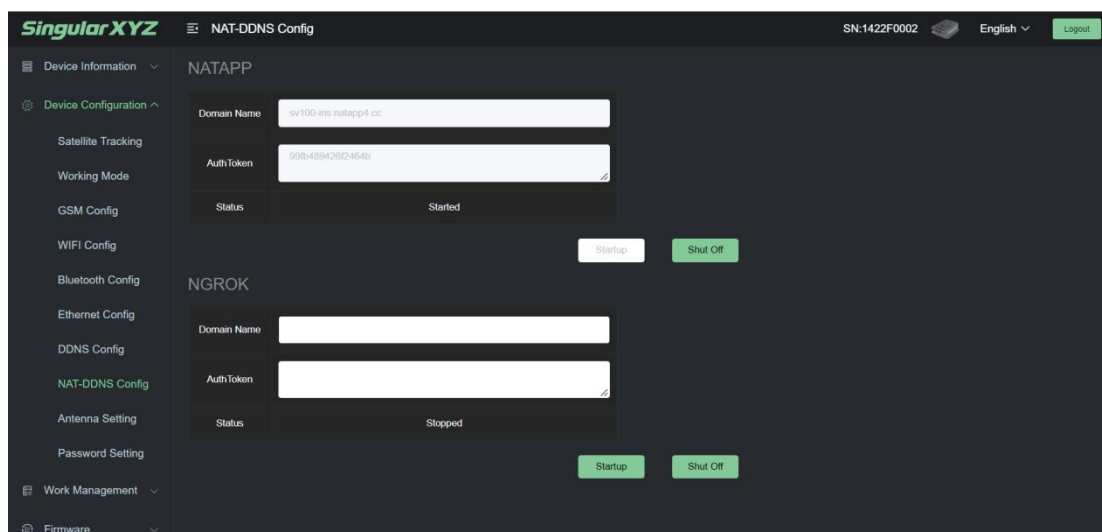 SingularXYZ
NAT-DDNS Config
SN:1422F0002
English
Logout
Device Information
Device Configuration
Satellite Tracking
Working Mode
GSM Config
WIFI Config
Bluetooth Config
Ethernet Config
DDNS Config
NAT-DDNS Config
Antenna Setting
Password Setting
Work Management
Firmware
NATAPP
Domain Name sv100-iris.natapp4.cc
AuthToken 99fb489426f2464b
Status Started
Startup Shut Off
NGROK
Domain Name
AuthToken
Status Stopped
Startup Shut Off